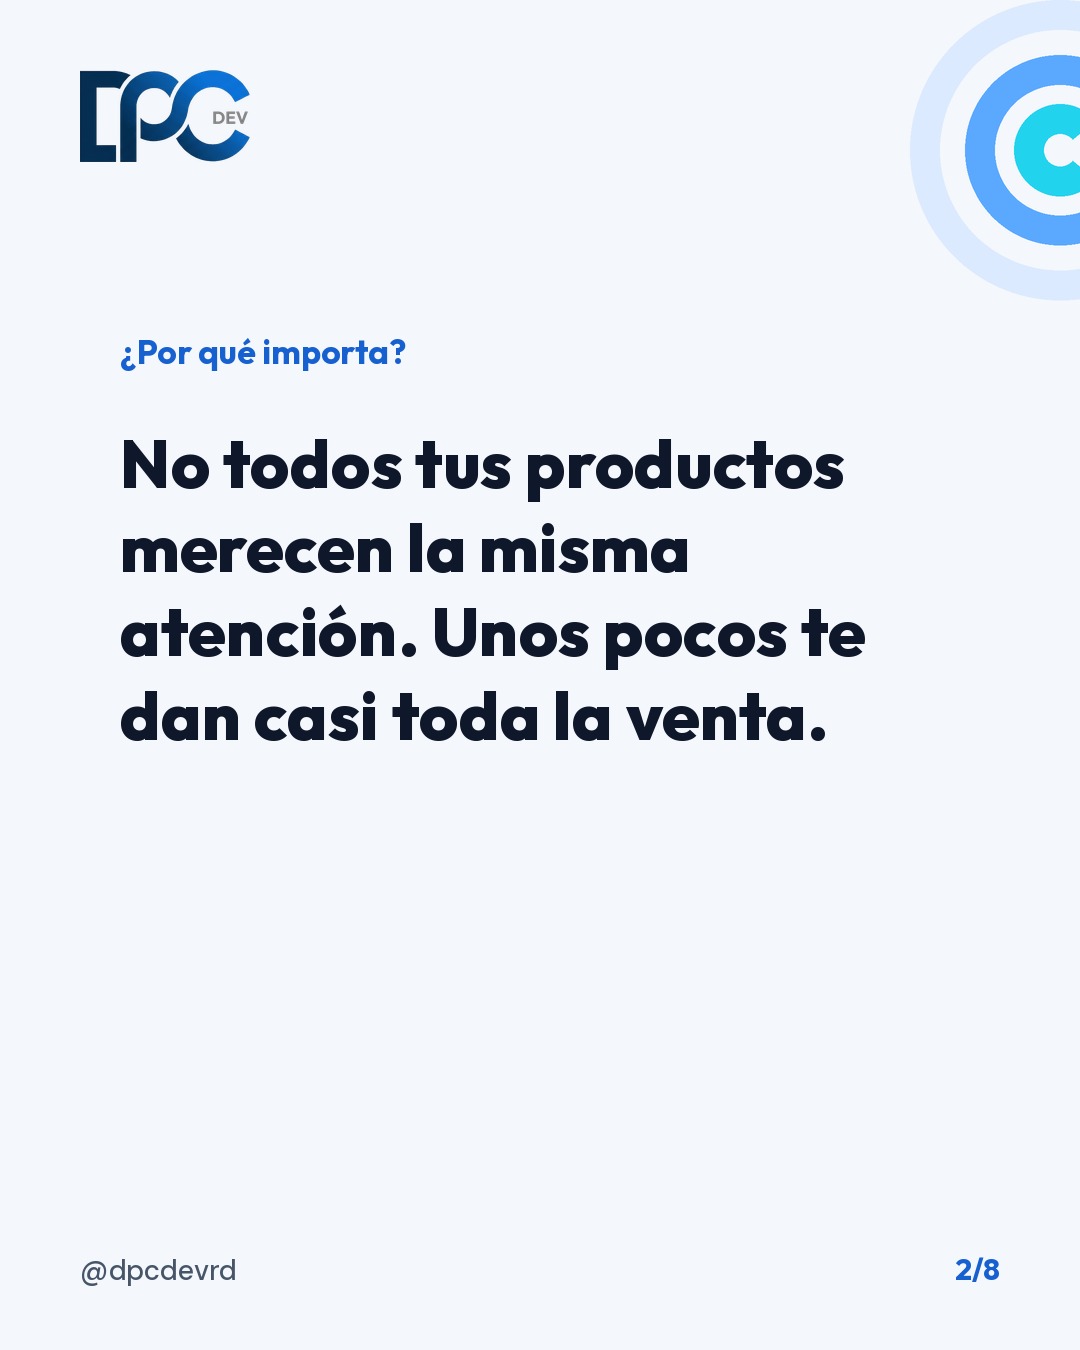 DPC
DEV
¿Por qué importa?
No todos tus productos
merecen la misma
atención. Unos pocos te
dan casi toda la venta.
@dpcdevrd
2/8